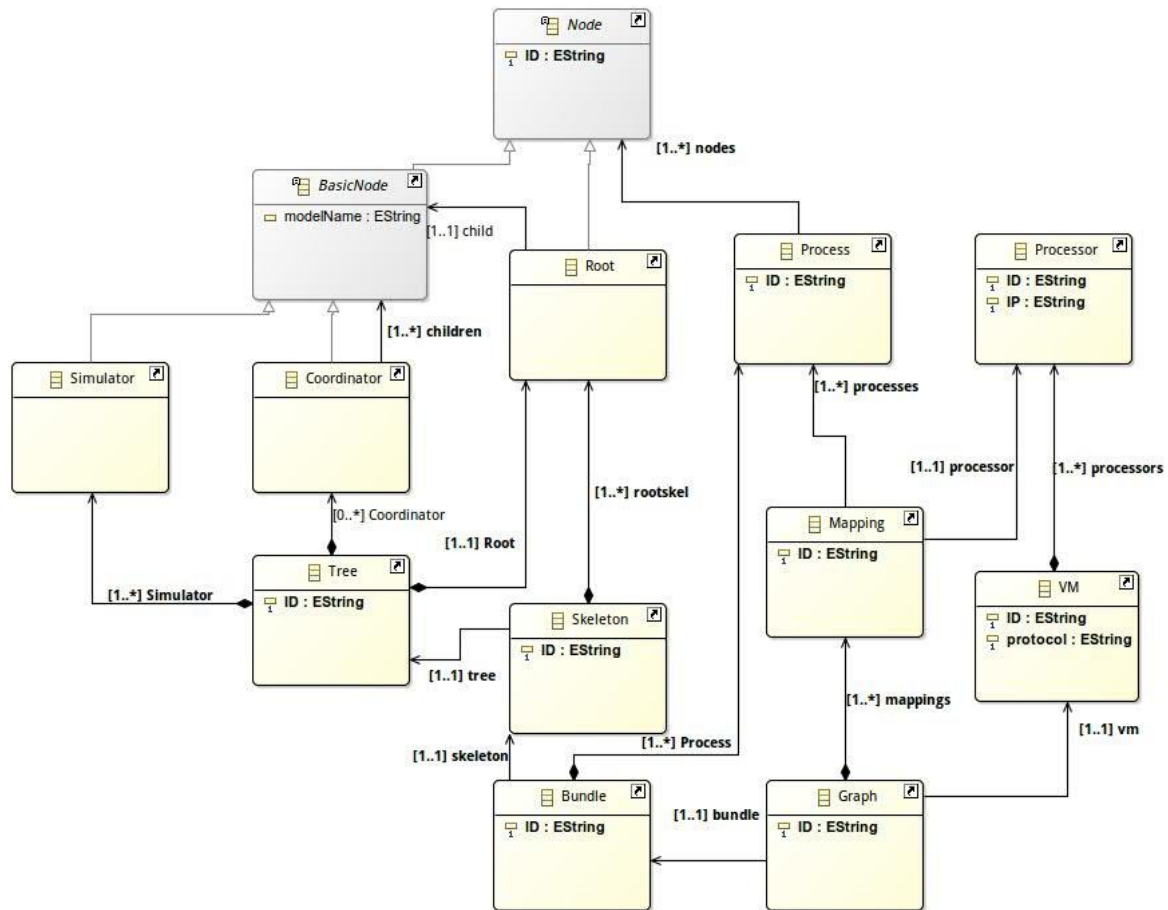 Node
ID : EString
[1..*] nodes
BasicNode
modelName : EString
[1..1] child
Root
Process
ID : EString
Processor
ID : EString
IP : EString
[1..*] children
Simulator
Coordinator
[1..*] processes
[1..1] processor
[1..*] processors
[1..*] rootskel
[0..*] Coordinator
[1..1] Root
Mapping
ID : EString
Tree
ID : EString
[1..*] Simulator
VM
ID : EString
protocol : EString
Skeleton
ID : EString
[1..1] tree
[1..*] mappings
[1..1] vm
[1..*] Process
[1..1] skeleton
Bundle
ID : EString
[1..1] bundle
Graph
ID : EString